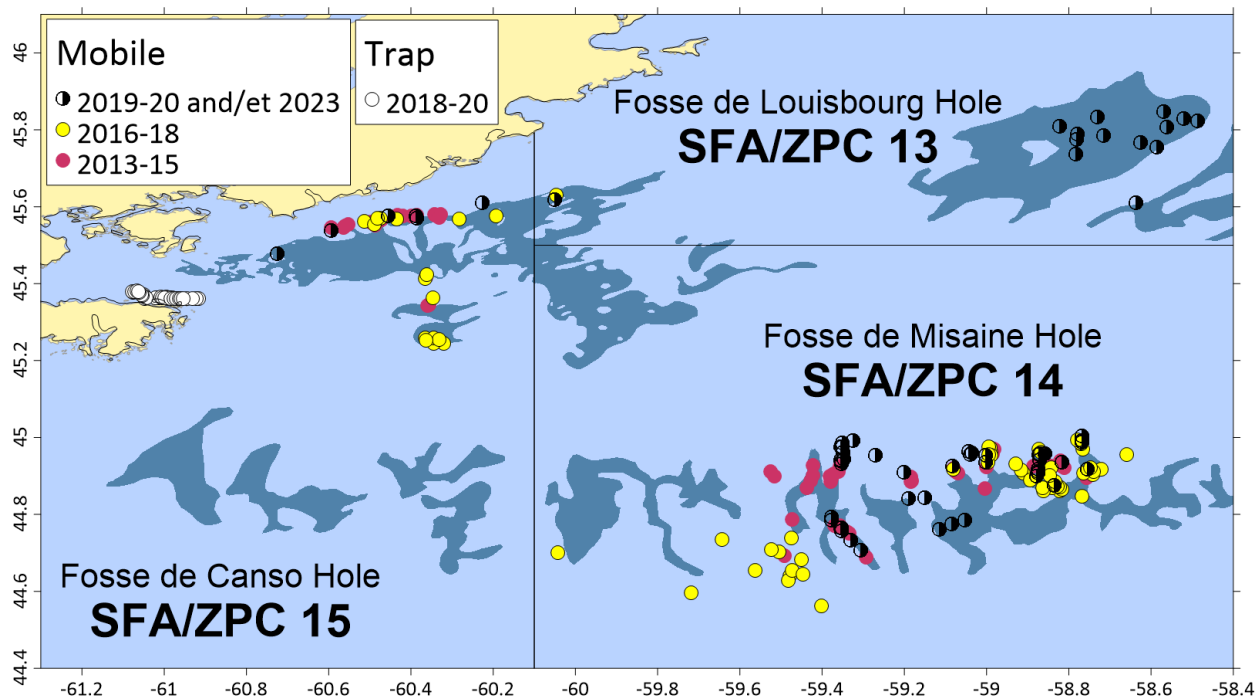 Mobile
2019-20 and/et 2023
2016-18
2013-15
Trap
2018-20
Fosse de Louisbourg Hole
SFA/ZPC 13
Fosse de Misaine Hole
SFA/ZPC 14
Fosse de Canso Hole
SFA/ZPC 15
46
45.8
45.6
45.4
45.2
45
44.8
44.6
44.4
-61.2 -61 -60.8 -60.6 -60.4 -60.2 -60 -59.8 -59.6 -59.4 -59.2 -59 -58.8 -58.6 -58.4